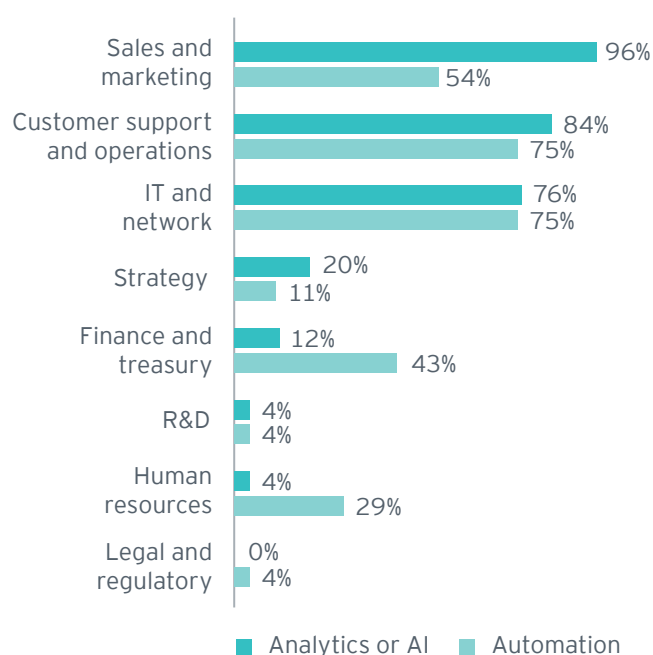 Sales and
marketing
96%
54%
Customer support
and operations
84%
75%
IT and
network
76%
75%
Strategy
20%
11%
Finance and
treasury
12%
43%
R&D
4%
4%
Human
resources
4%
29%
Legal and
regulatory
0%
4%
Analytics or AI Automation